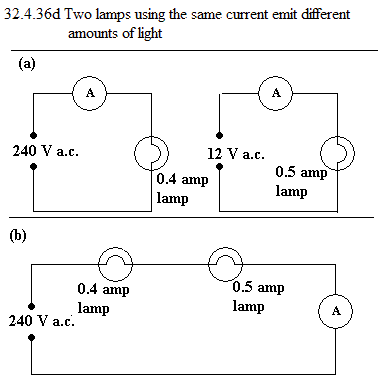 32.4.36d Two lamps using the same current emit different
amounts of light
(a)
A
240 V a.c.
0.4 amp
lamp
A
12 V a.c.
0.5 amp
lamp
(b)
0.4 amp
lamp
0.5 amp
lamp
240 V a.c.
A